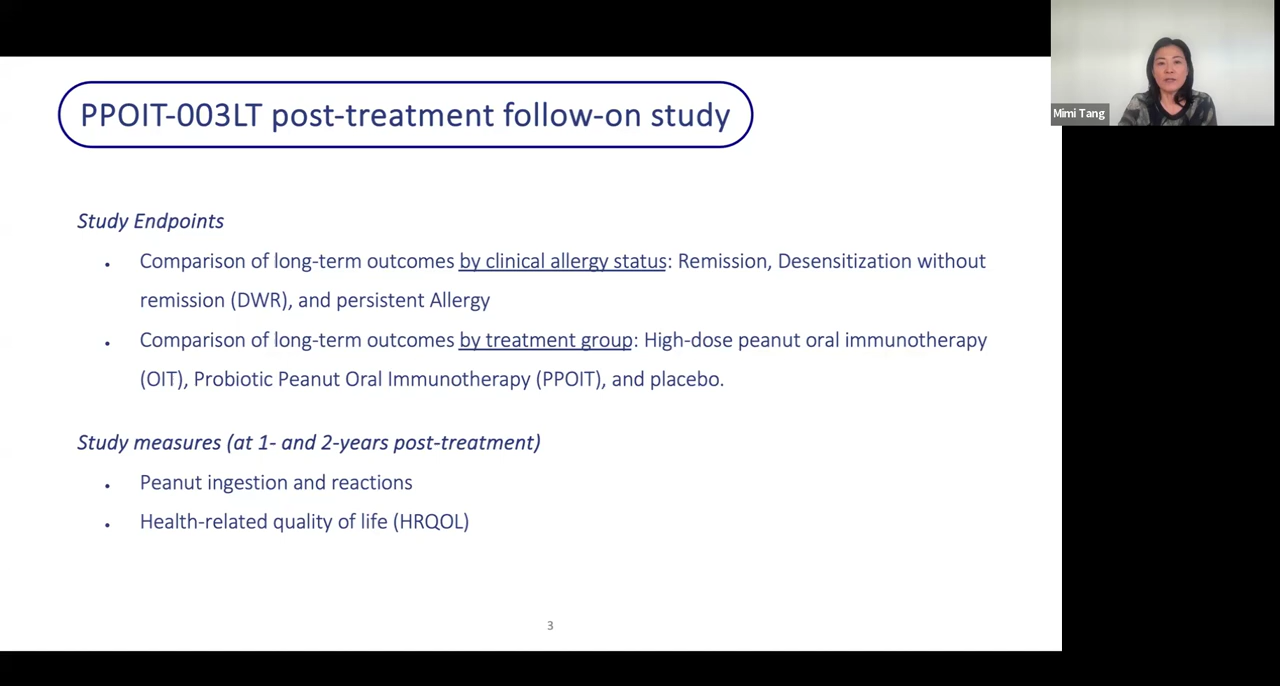 PPOIT-003LT post-treatment follow-on study
Mimi Tang
Study Endpoints
• Comparison of long-term outcomes by clinical allergy status: Remission, Desensitization without
remission (DWR), and persistent Allergy
• Comparison of long-term outcomes by treatment group: High-dose peanut oral immunotherapy
(OIT), Probiotic Peanut Oral Immunotherapy (PPOIT), and placebo.
Study measures (at 1- and 2-years post-treatment)
• Peanut ingestion and reactions
• Health-related quality of life (HRQOL)
3